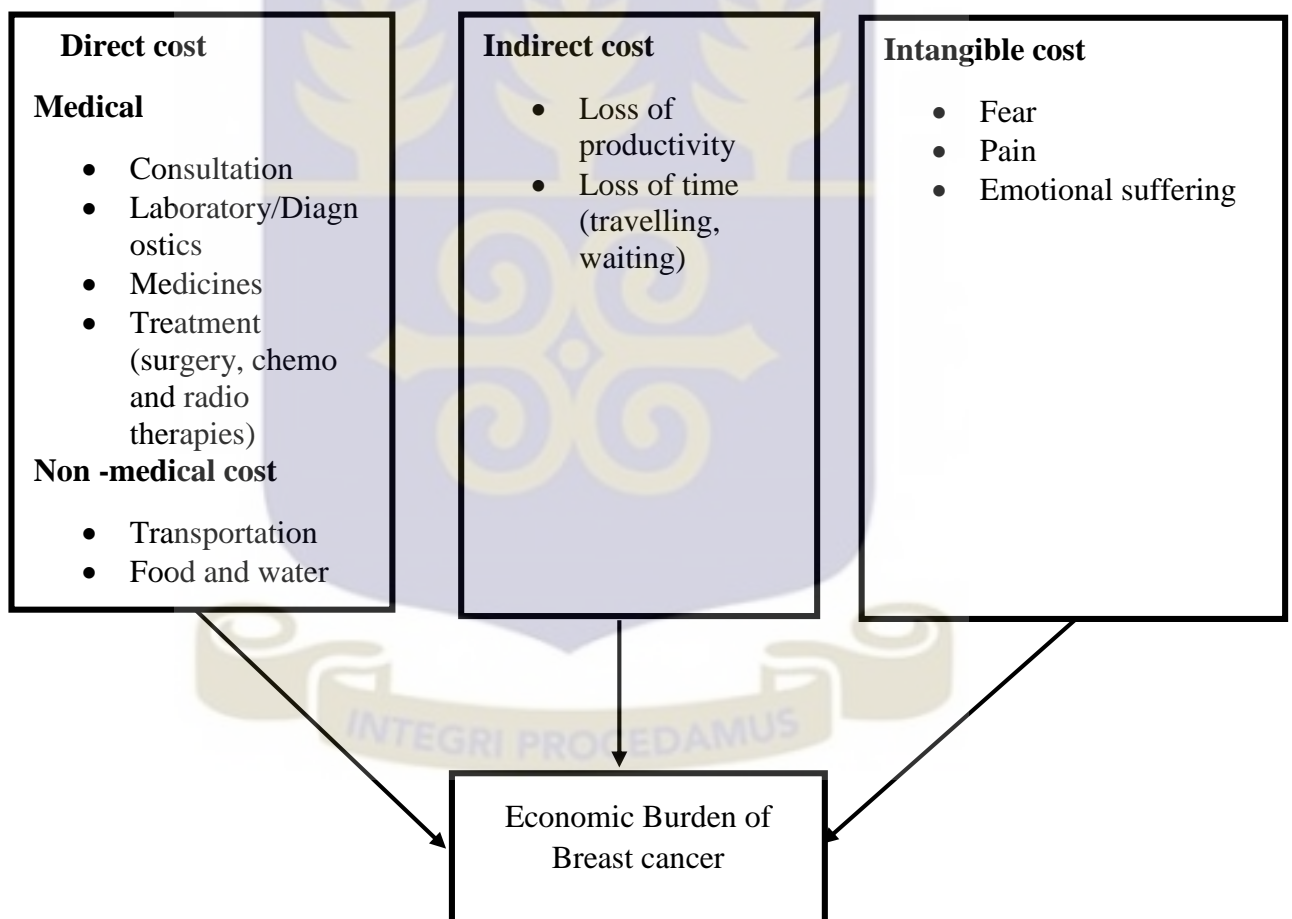 Direct cost
Medical
• Consultation
• Laboratory/Diagn
ostics
• Medicines
• Treatment
(surgery, chemo
and radio
therapies)
Non -medical cost
• Transportation
• Food and water
Indirect cost
• Loss of
productivity
• Loss of time
(travelling,
waiting)
Intangible cost
• Fear
• Pain
• Emotional suffering
INTEGRI PROCEDAMUS
Economic Burden of
Breast cancer